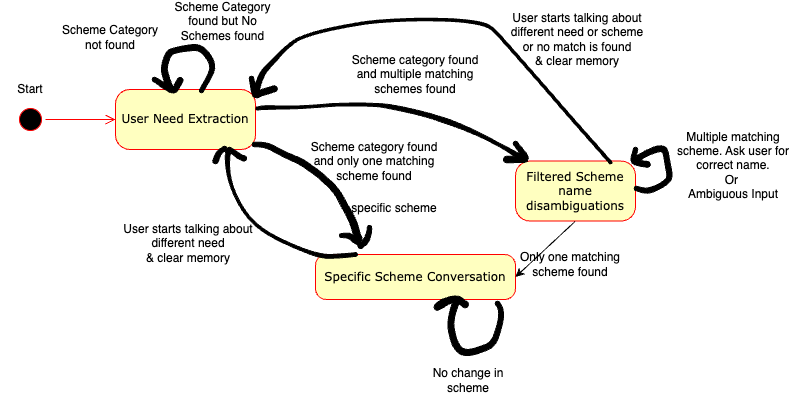 Scheme Category
not found
Scheme Category
found but No
Schemes found
User starts talking about
different need or scheme
or no match is found
& clear memory
Scheme category found
and multiple matching
schemes found
Start
User Need Extraction
Multiple matching
scheme. Ask user for
correct name.
Or
Ambiguous Input
Scheme category found
and only one matching
scheme found
Filtered Scheme
name
disambiguations
specific scheme
User starts talking about
different need
& clear memory
Only one matching
scheme found
Specific Scheme Conversation
No change in
scheme